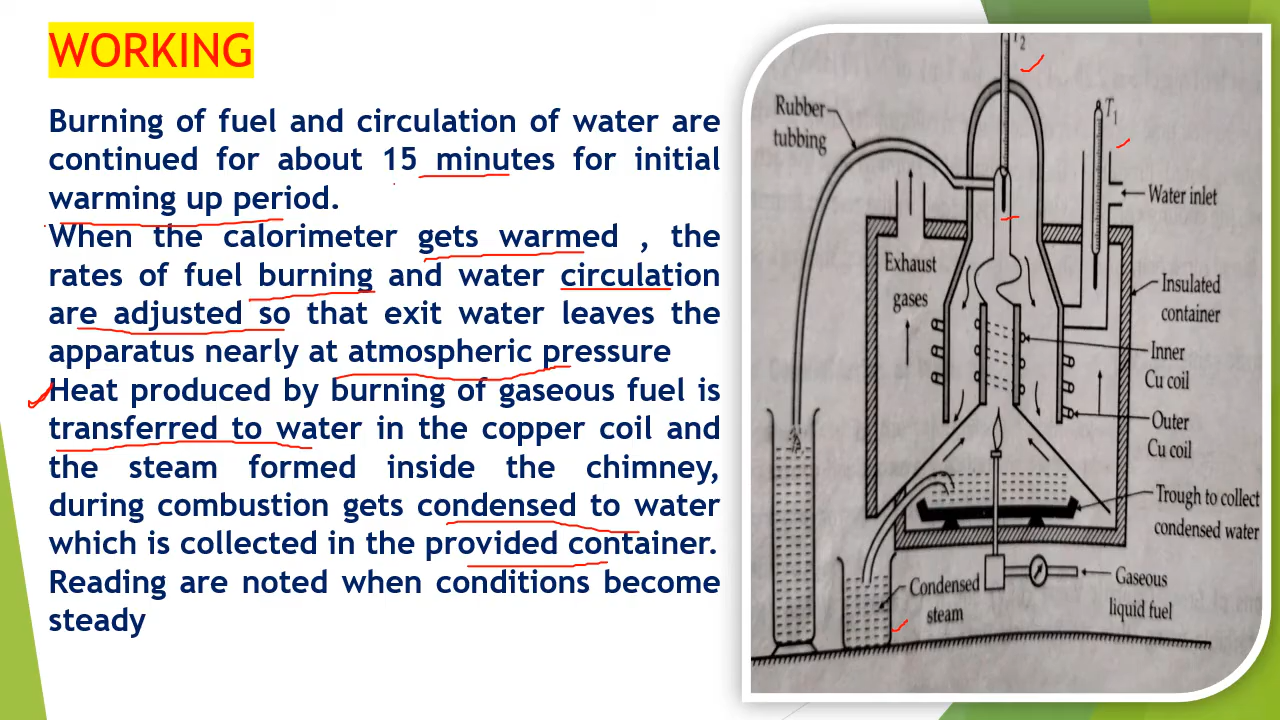 WORKING
Burning of fuel and circulation of water are
continued for about 15 minutes for initial
warming up period.
When the calorimeter gets warmed , the
rates of fuel burning and water circulation
are adjusted so that exit water leaves the
apparatus nearly at atmospheric pressure
Heat produced by burning of gaseous fuel is
transferred to water in the copper coil and
the steam formed inside the chimney,
during combustion gets condensed to water
which is collected in the provided container.
Reading are noted when conditions become
steady
T2
T1
Rubber
tubbing
Water inlet
Exhaust
gases
Insulated
container
Inner
Cu coil
Outer
Cu coil
Trough to collect
condensed water
Condensed
steam
Gaseous
liquid fuel